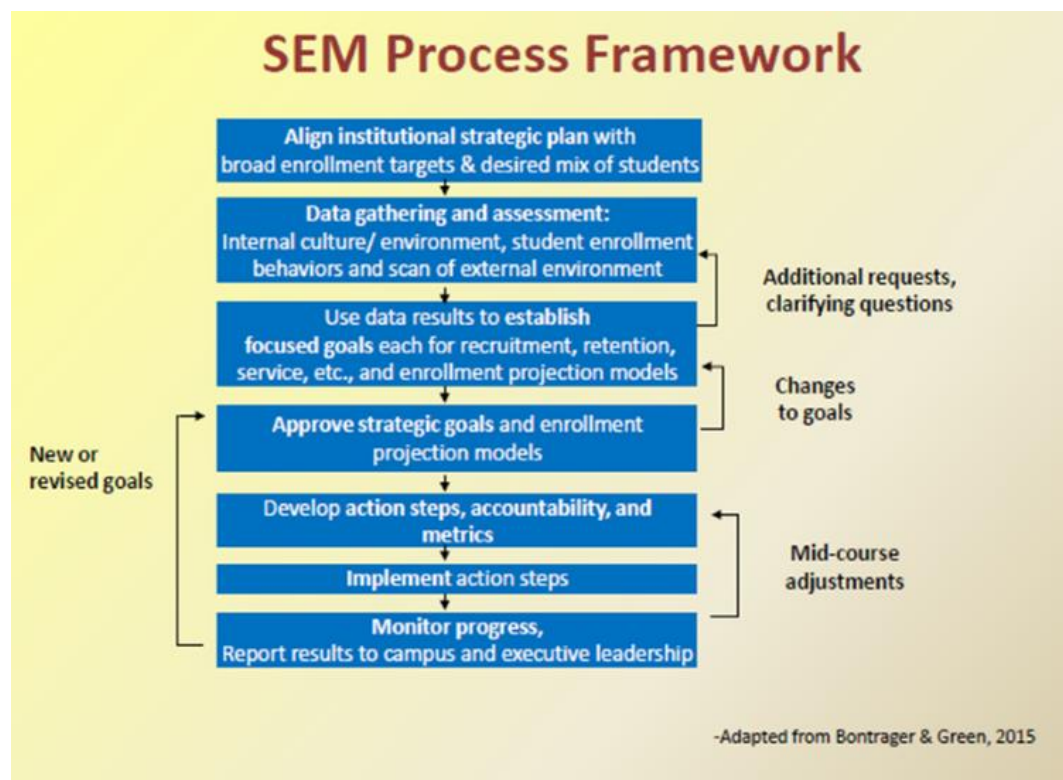 SEM Process Framework
Align institutional strategic plan with
broad enrollment targets & desired mix of students
Data gathering and assessment:
Internal culture/ environment, student enrollment
behaviors and scan of external environment
Additional requests,
clarifying questions
Use data results to establish
focused goals each for recruitment, retention,
service, etc., and enrollment projection models
Changes
to goals
Approve strategic goals and enrollment
projection models
New or
revised goals
Develop action steps, accountability, and
metrics
Mid-course
adjustments
Implement action steps
Monitor progress,
Report results to campus and executive leadership
-Adapted from Bontrager & Green, 2015